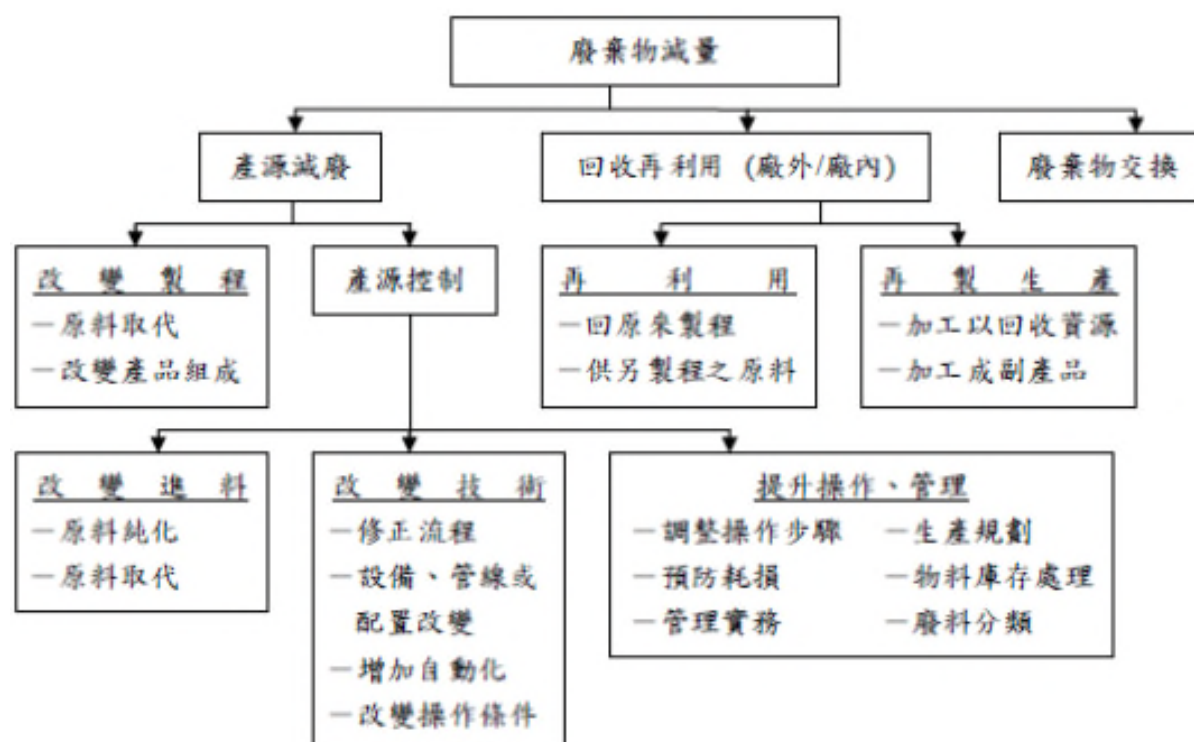 廢棄物減量
產源減廢
回收再利用 (廠外/廠內)
廢棄物交換
改變製程
－原料取代
－改變產品組成
產源控制
再利用
－回原來製程
－供另製程之原料
再製生產
－加工以回收資源
－加工成副產品
改變進料
－原料純化
－原料取代
改變技術
－修正流程
－設備、管線或
配置改變
－增加自動化
－改變操作條件
提升操作、管理
－調整操作步驟
－預防耗損
－管理實務
－生產規劃
－物料庫存處理
－廢料分類